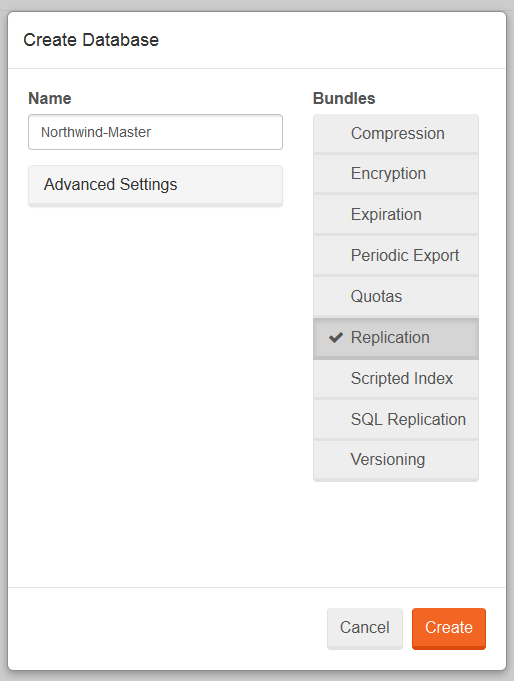 Create Database
Name
Northwind-Master
Advanced Settings
Bundles
Compression
Encryption
Expiration
Periodic Export
Quotas
Replication
Scripted Index
SQL Replication
Versioning
Cancel
Create